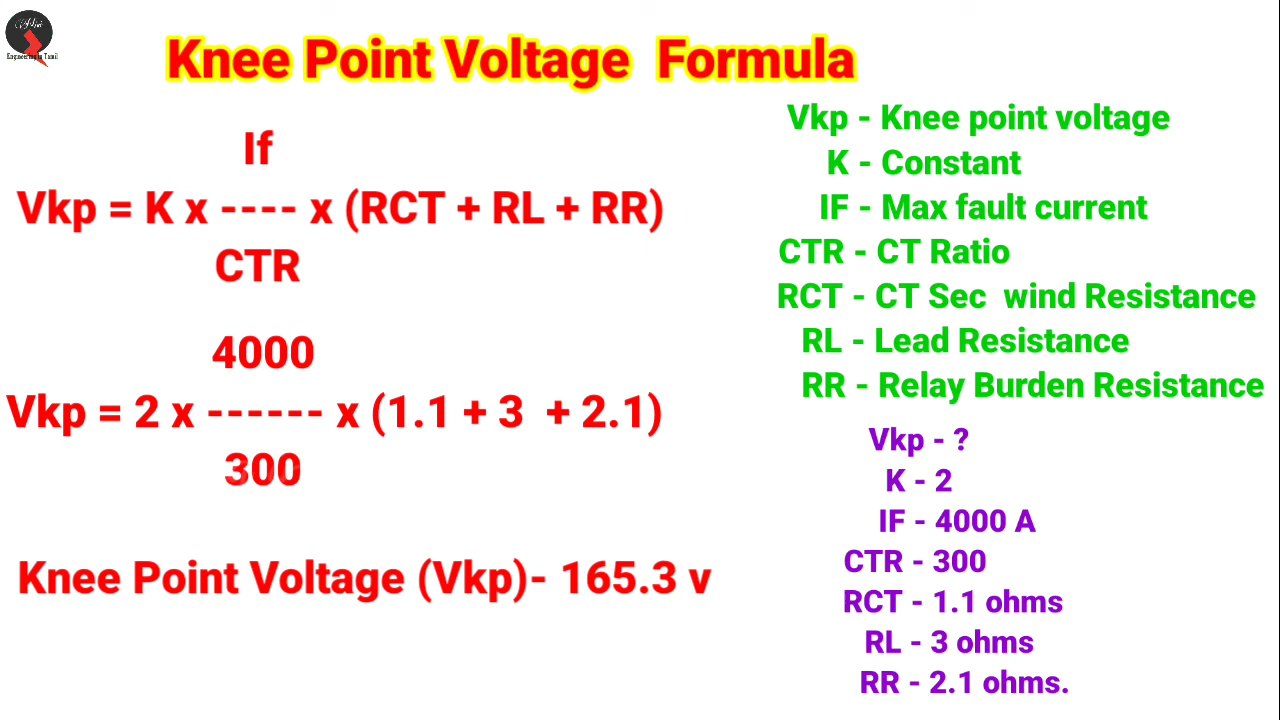 Engineering in Tamil
Knee Point Voltage Formula
If
Vkp = K x ---- x (RCT + RL + RR)
CTR
4000
Vkp = 2 x ------ x (1.1 + 3 + 2.1)
300
Knee Point Voltage (Vkp)- 165.3 v
Vkp - Knee point voltage
K - Constant
IF - Max fault current
CTR - CT Ratio
RCT - CT Sec wind Resistance
RL - Lead Resistance
RR - Relay Burden Resistance
Vkp - ?
K - 2
IF - 4000 A
CTR - 300
RCT - 1.1 ohms
RL - 3 ohms
RR - 2.1 ohms.